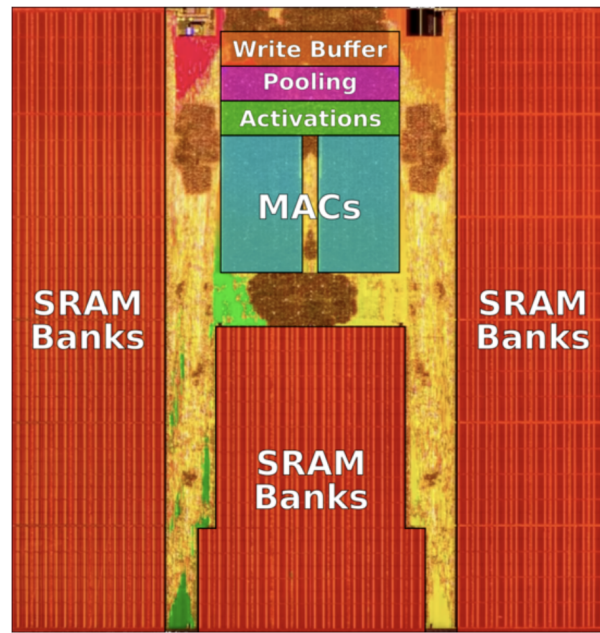 Write Buffer
Pooling
Activations
MACs
SRAM
Banks
SRAM
Banks
SRAM
Banks